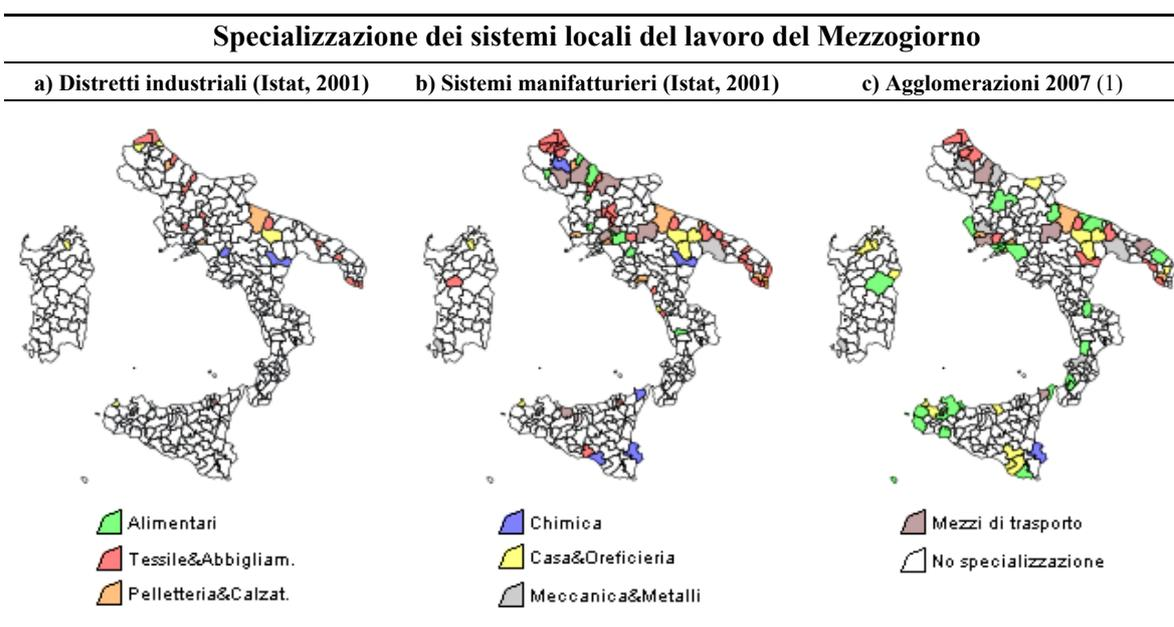 Specializzazione dei sistemi locali del lavoro del Mezzogiorno
a) Distretti industriali (Istat, 2001) b) Sistemi manifatturieri (Istat, 2001) c) Agglomerazioni 2007 (1)
Alimentari Chimica Mezzi di trasporto
Tessile&Abbigliam. Casa&Oreficieria No specializzazione
Pelletteria&Calzat. Meccanica&Metalli